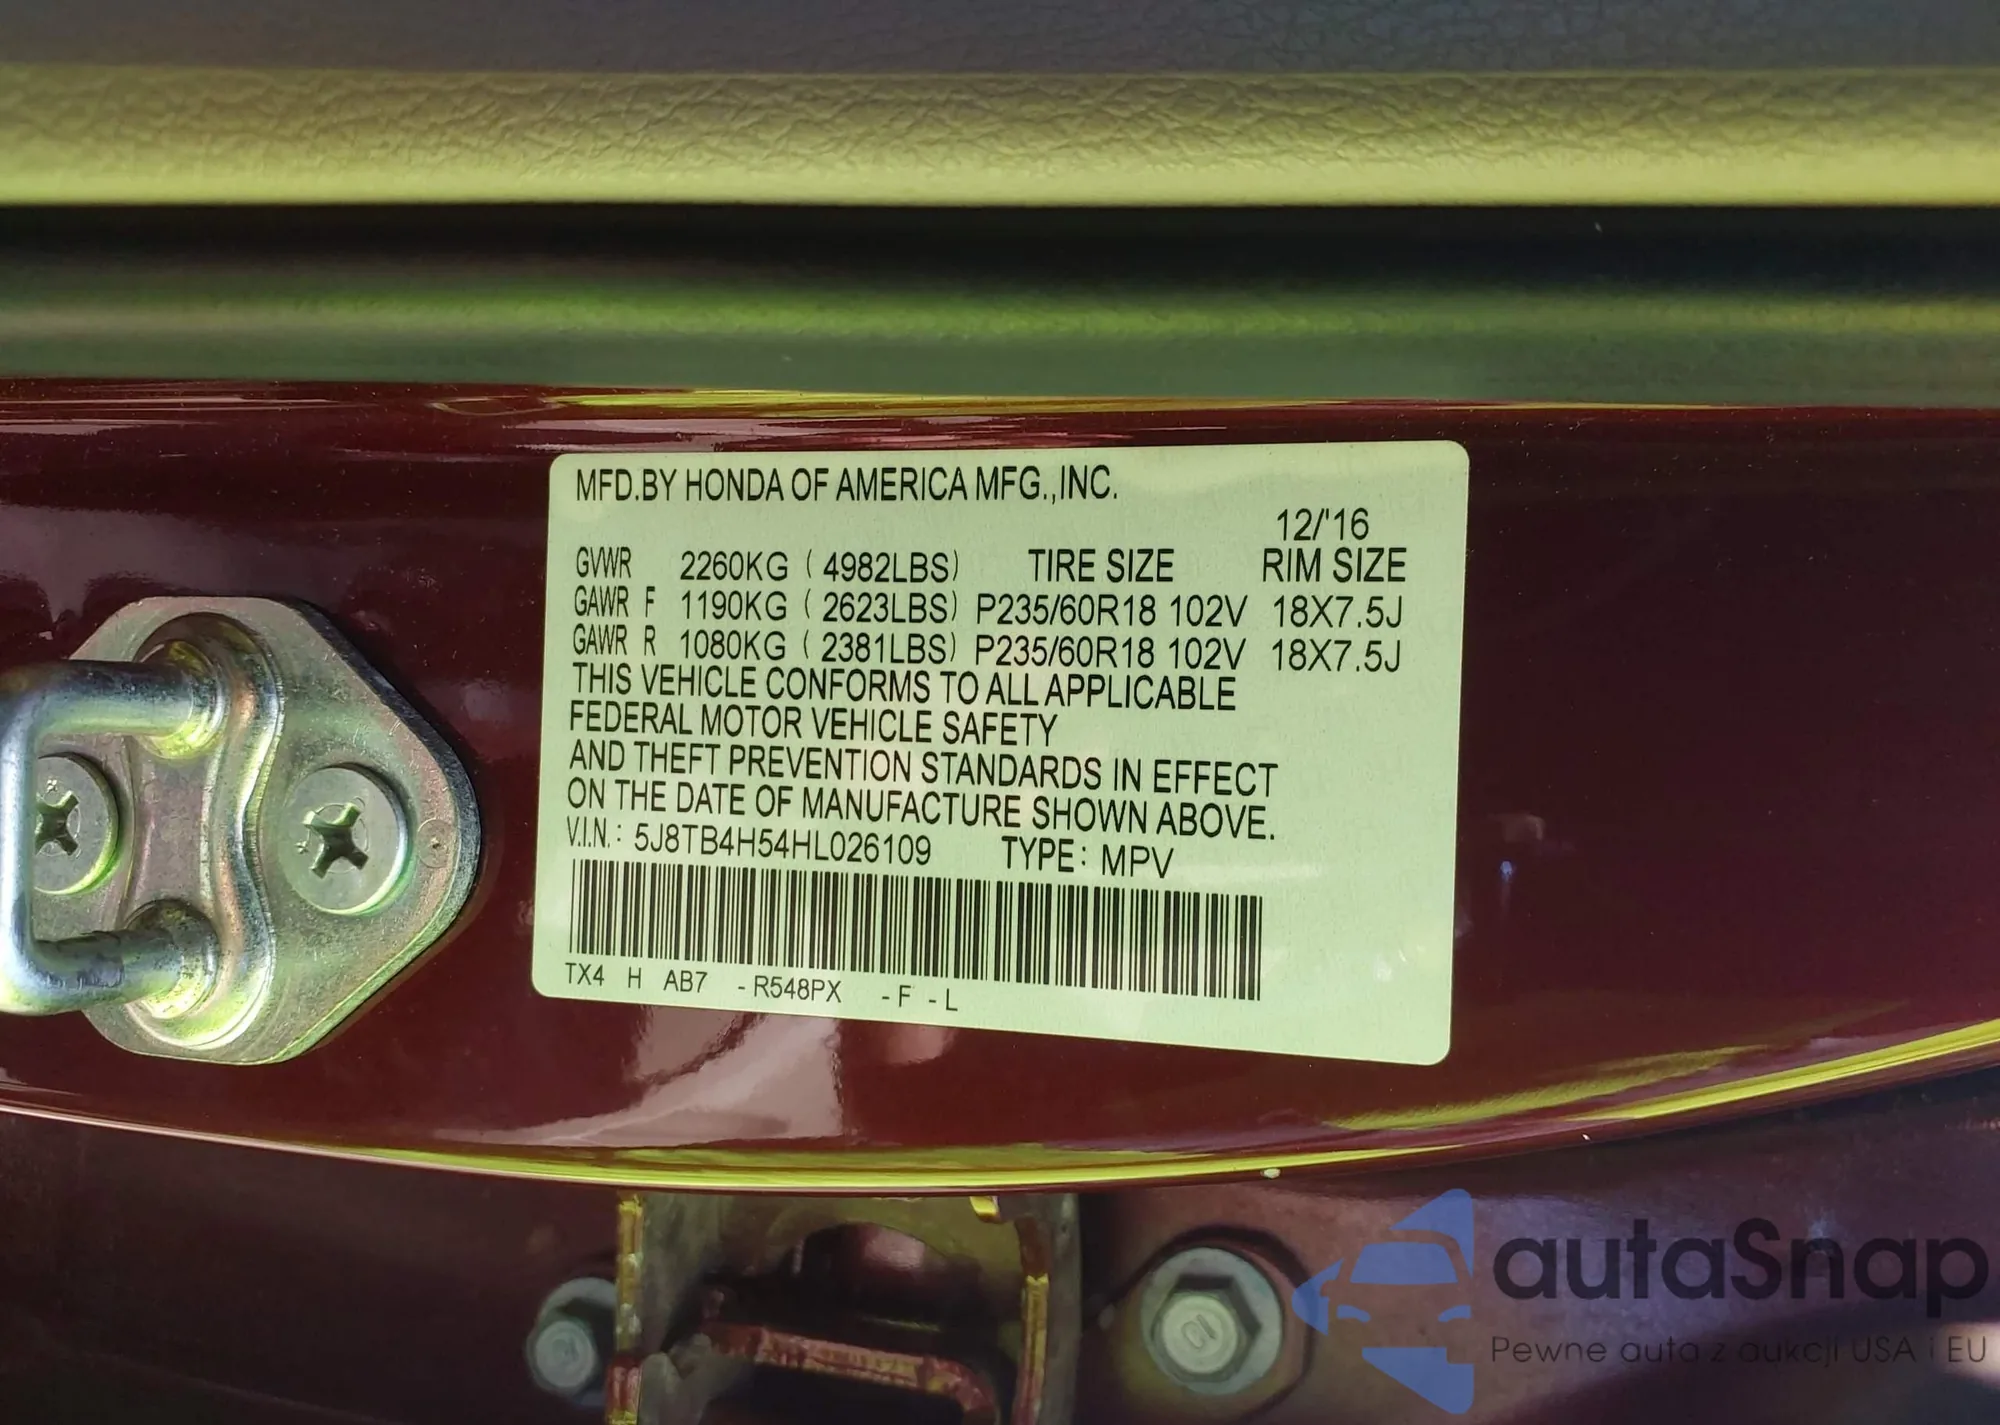 MFD.BY HONDA OF AMERICA MFG.,INC.
12/'16
GVWR 2260KG ( 4982LBS) TIRE SIZE RIM SIZE
GAWR F 1190KG ( 2623LBS) P235/60R18 102V 18X7.5J
GAWR R 1080KG ( 2381LBS) P235/60R18 102V 18X7.5J
THIS VEHICLE CONFORMS TO ALL APPLICABLE
FEDERAL MOTOR VEHICLE SAFETY
AND THEFT PREVENTION STANDARDS IN EFFECT
ON THE DATE OF MANUFACTURE SHOWN ABOVE.
V.I.N.: 5J8TB4H54HL026109 TYPE: MPV
TX4 H AB7 -R548PX -F -L
autaSnap
Pewne auta z aukcji USA i EU